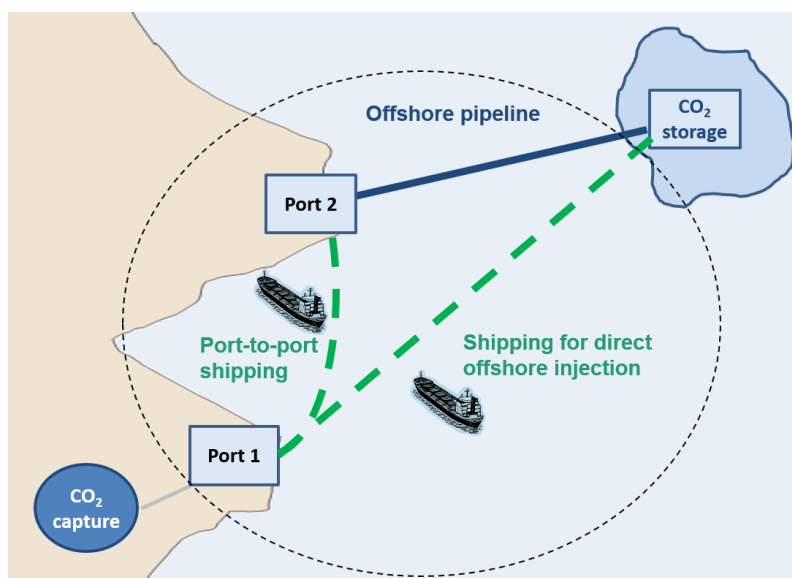 Offshore pipeline
CO₂
storage
Port 2
Port-to-port
shipping
Shipping for direct
offshore injection
Port 1
CO₂
capture